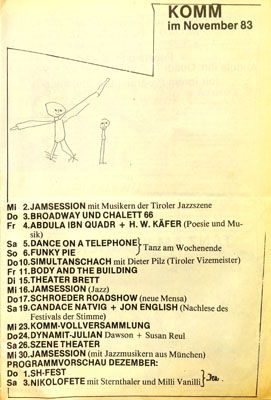 KOMM
im November 83
Mi 2. JAMSESSION mit Musikern der Tiroler Jazzszene
Do 3. BROADWAY UND CHALETT 66
Fr 4. ABDULA IBN QUADR + H. W. KÄFER (Poesie und Mu-
sik)
Sa 5. DANCE ON A TELEPHONE } Tanz am Wochenende
So 6. FUNKY PIE
Do 10. SIMULTANSCHACH mit Dieter Pilz (Tiroler Vizemeister)
Fr 11. BODY AND THE BUILDING
Di 15. THEATER BRETT
Mi 16. JAMSESSION (Jazz)
Do 17. SCHROEDER ROADSHOW (neue Mensa)
Sa 19. CANDACE NATVIG + JON ENGLISH (Nachlese des
Festivals der Stimme)
Mi 23. KOMM-VOLLVERSAMMLUNG
Do 24. DYNAMIT-JULIAN Dawson + Susan Reul
Sa 26. SZENE THEATER
Mi 30. JAMSESSION (mit Jazzmusikern aus München)
PROGRAMMVORSCHAU DEZEMBER:
Do 1. SH-FEST
Sa 3. NIKOLOFETE mit Sternthaler und Milli Vanilli